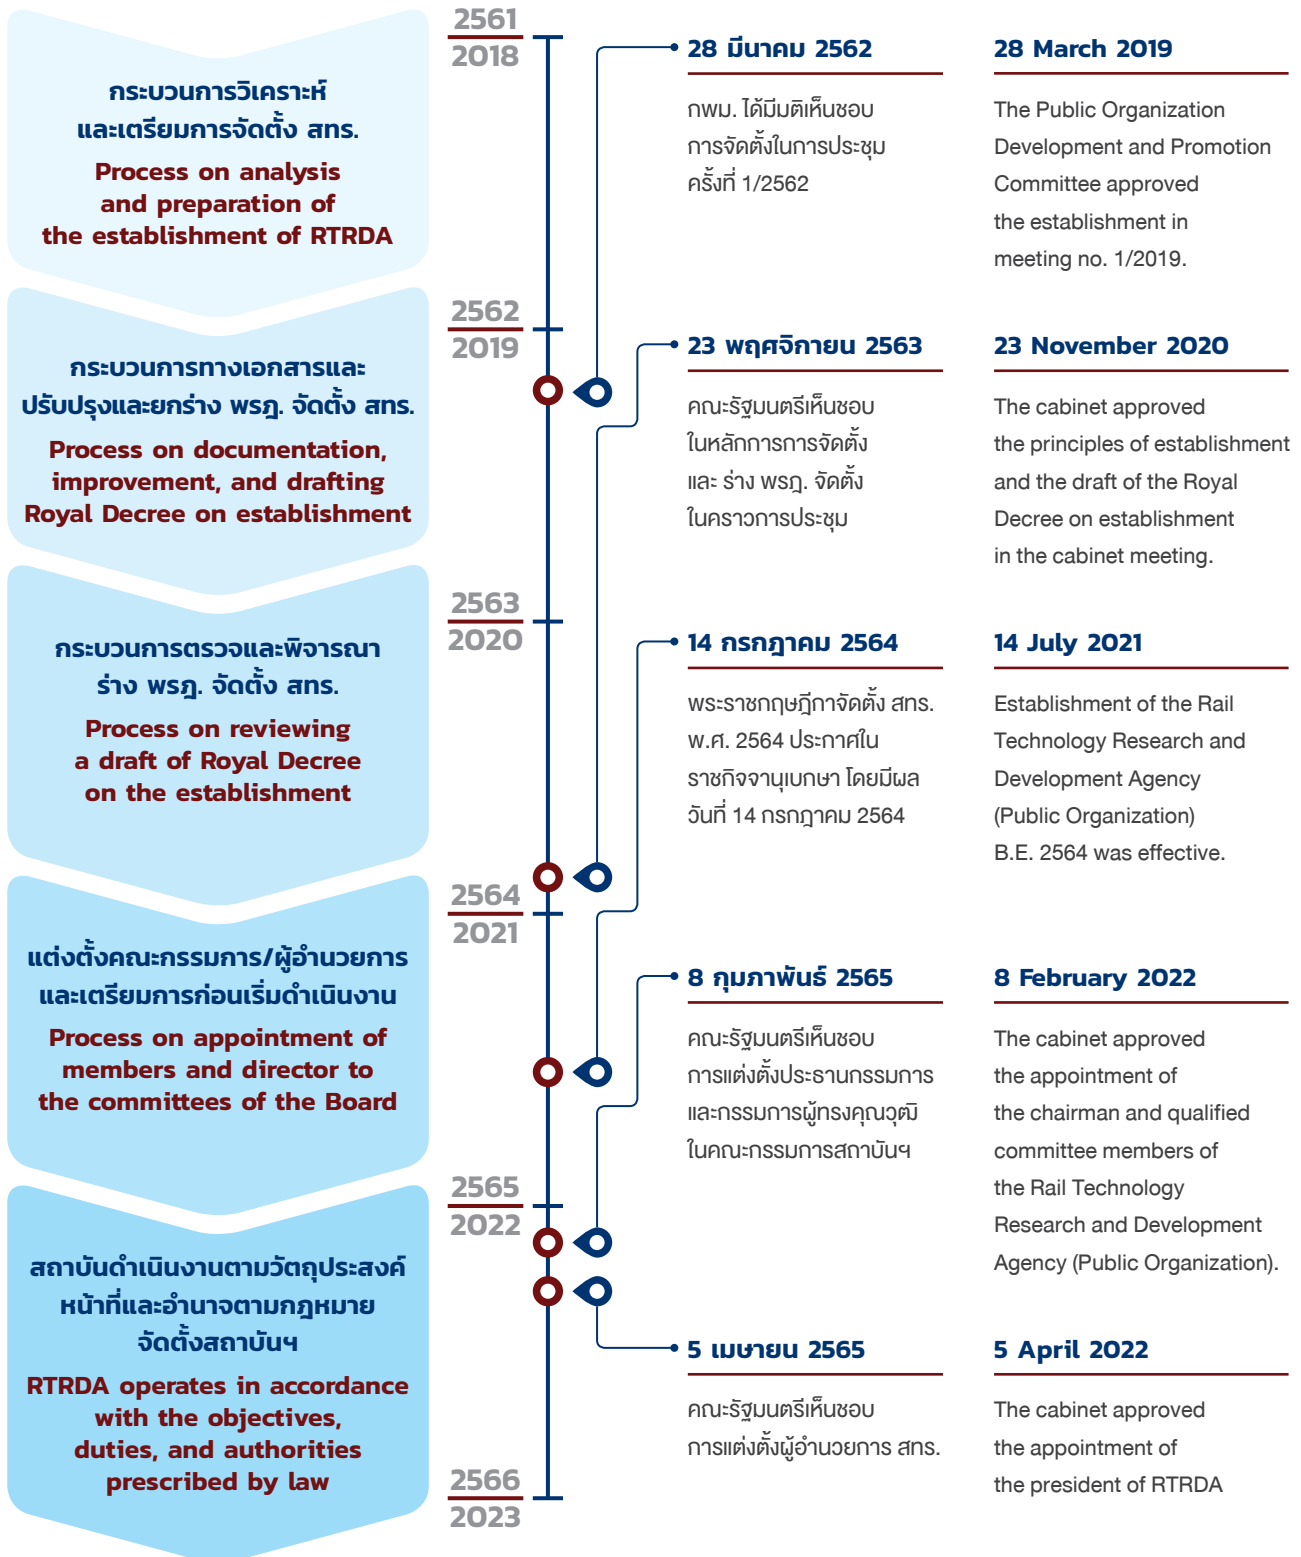 กระบวนการวิเคราะห์
และเตรียมการจัดตั้ง สทร.
Process on analysis
and preparation of
the establishment of RTRDA
กระบวนการทางเอกสารและ
ปรับปรุงและยกร่าง พรฎ. จัดตั้ง สทร.
Process on documentation,
improvement, and drafting
Royal Decree on establishment
กระบวนการตรวจและพิจารณา
ร่าง พรฎ. จัดตั้ง สทร.
Process on reviewing
a draft of Royal Decree
on the establishment
แต่งตั้งคณะกรรมการ/ผู้อำนวยการ
และเตรียมการก่อนเริ่มดำเนินงาน
Process on appointment of
members and director to
the committees of the Board
สถาบันดำเนินงานตามวัตถุประสงค์
หน้าที่และอำนาจตามกฎหมาย
จัดตั้งสถาบันฯ
RTRDA operates in accordance
with the objectives,
duties, and authorities
prescribed by law
2561
2018
2562
2019
2563
2020
2564
2021
2565
2022
2566
2023
28 มีนาคม 2562
กพม. ได้มีมติเห็นชอบ
การจัดตั้งในการประชุม
ครั้งที่ 1/2562
28 March 2019
The Public Organization
Development and Promotion
Committee approved
the establishment in
meeting no. 1/2019.
23 พฤศจิกายน 2563
คณะรัฐมนตรีเห็นชอบ
ในหลักการการจัดตั้ง
และ ร่าง พรฎ. จัดตั้ง
ในคราวการประชุม
23 November 2020
The cabinet approved
the principles of establishment
and the draft of the Royal
Decree on establishment
in the cabinet meeting.
14 กรกฎาคม 2564
พระราชกฤษฎีกาจัดตั้ง สทร.
พ.ศ. 2564 ประกาศใน
ราชกิจจานุเบกษา โดยมีผล
วันที่ 14 กรกฎาคม 2564
14 July 2021
Establishment of the Rail
Technology Research and
Development Agency
(Public Organization)
B.E. 2564 was effective.
8 กุมภาพันธ์ 2565
คณะรัฐมนตรีเห็นชอบ
การแต่งตั้งประธานกรรมการ
และกรรมการผู้ทรงคุณวุฒิ
ในคณะกรรมการสถาบันฯ
8 February 2022
The cabinet approved
the appointment of
the chairman and qualified
committee members of
the Rail Technology
Research and Development
Agency (Public Organization).
5 เมษายน 2565
คณะรัฐมนตรีเห็นชอบ
การแต่งตั้งผู้อำนวยการ สทร.
5 April 2022
The cabinet approved
the appointment of
the president of RTRDA